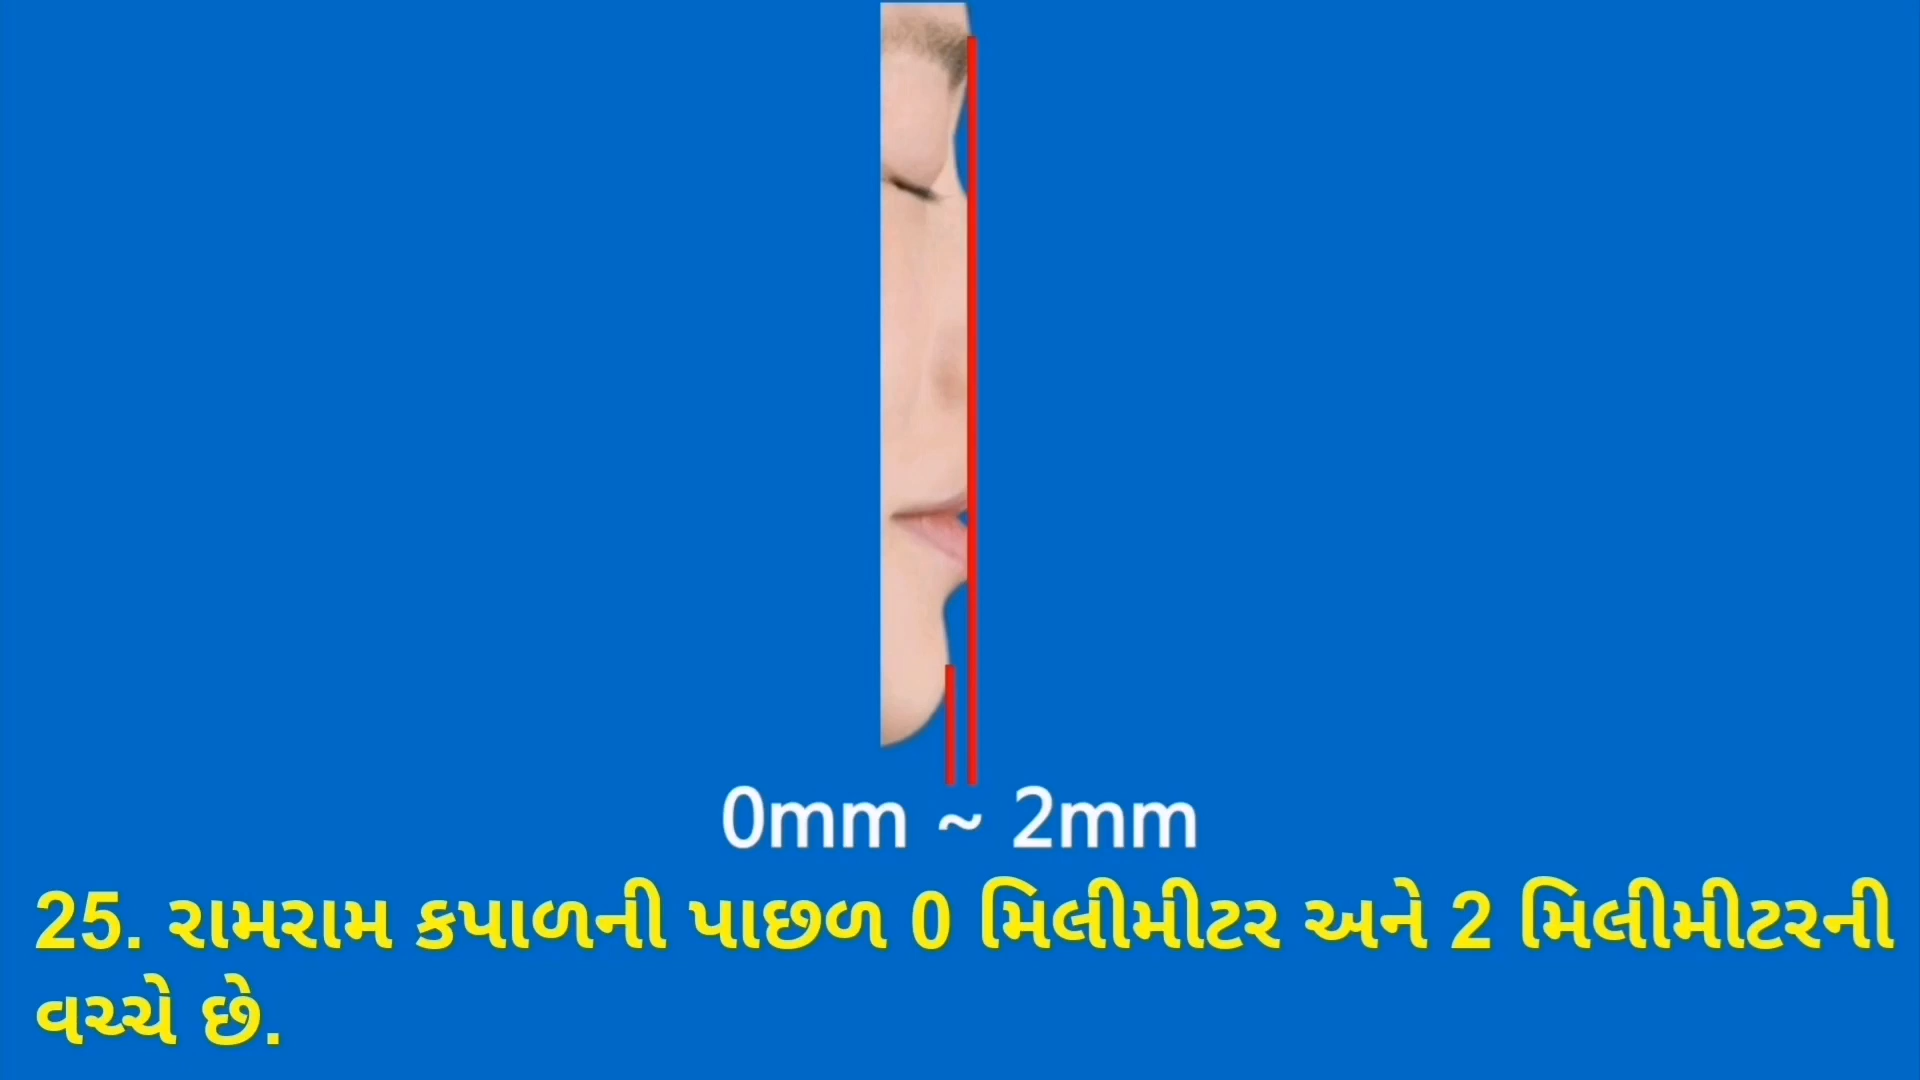 0mm ~ 2mm
25. રામરામ કપાળની પાછળ 0 મિલીમીટર અને 2 મિલીમીટરની
વચ્ચે છે.